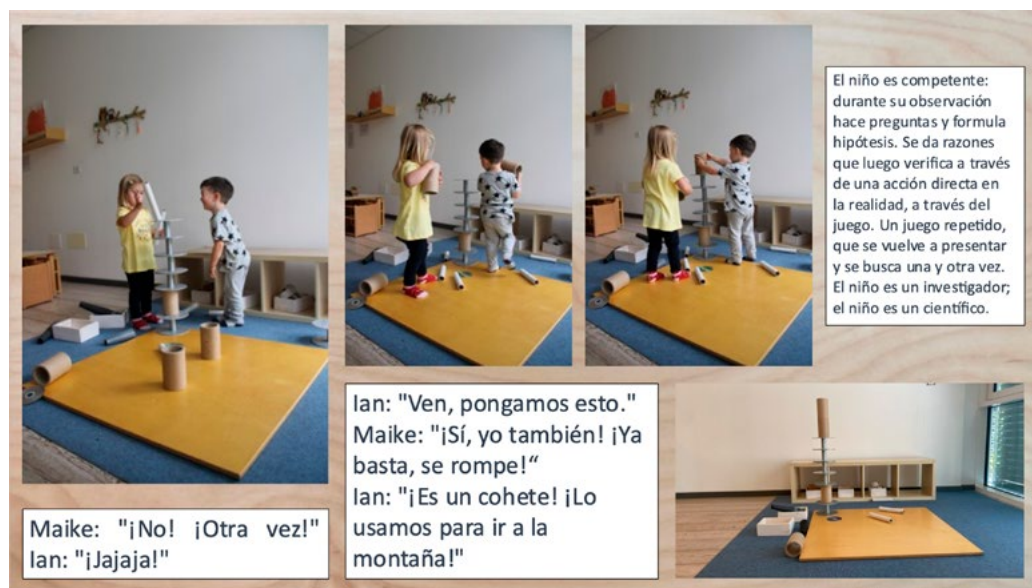 El niño es competente:
durante su observación
hace preguntas y formula
hipótesis. Se da razones
que luego verifica a través
de una acción directa en
la realidad, a través del
juego. Un juego repetido,
que se vuelve a presentar
y se busca una y otra vez.
El niño es un investigador;
el niño es un científico.
Maike: "¡No! ¡Otra vez!"
Ian: "¡Jajaja!"
Ian: "Ven, pongamos esto."
Maike: "¡Sí, yo también! ¡Ya
basta, se rompe!“
Ian: "¡Es un cohete! ¡Lo
usamos para ir a la
montaña!"